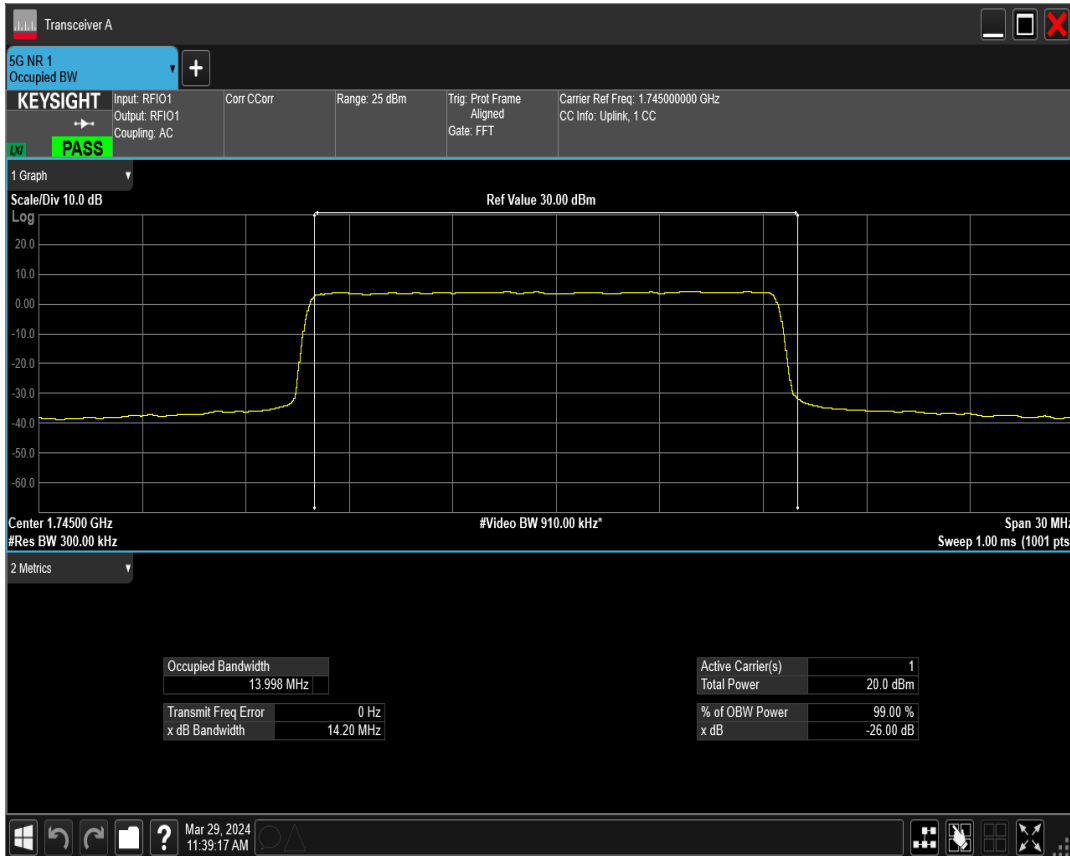 Transceiver A
5G NR 1
Occupied BW
+
KEYSIGHT
LXI
PASS
Input: RFIO1
Output: RFIO1
Coupling: AC
Corr CCorr
Range: 25 dBm
Trig: Prot Frame
Aligned
Gate: FFT
Carrier Ref Freq: 1.745000000 GHz
CC Info: Uplink, 1 CC
1 Graph
Scale/Div 10.0 dB
Ref Value 30.00 dBm
Log
20.0
10.0
0.00
-10.0
-20.0
-30.0
-40.0
-50.0
-60.0
Center 1.74500 GHz
#Video BW 910.00 kHz*
Span 30 MHz
#Res BW 300.00 kHz
Sweep 1.00 ms (1001 pts
2 Metrics
Occupied Bandwidth
13.998 MHz
Transmit Freq Error 0 Hz
x dB Bandwidth 14.20 MHz
Active Carrier(s) 1
Total Power 20.0 dBm
% of OBW Power 99.00 %
x dB -26.00 dB
?
Mar 29, 2024
11:39:17 AM